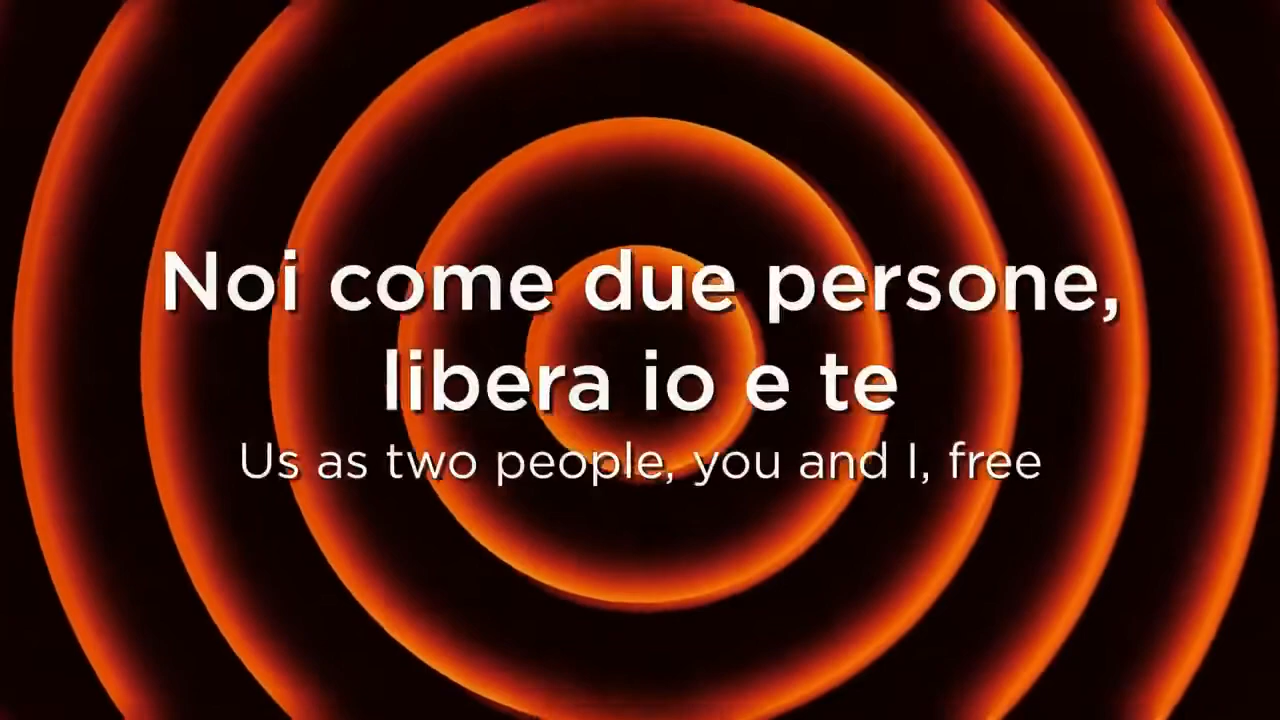 Noi come due persone,
libera io e te
Us as two people, you and I, free